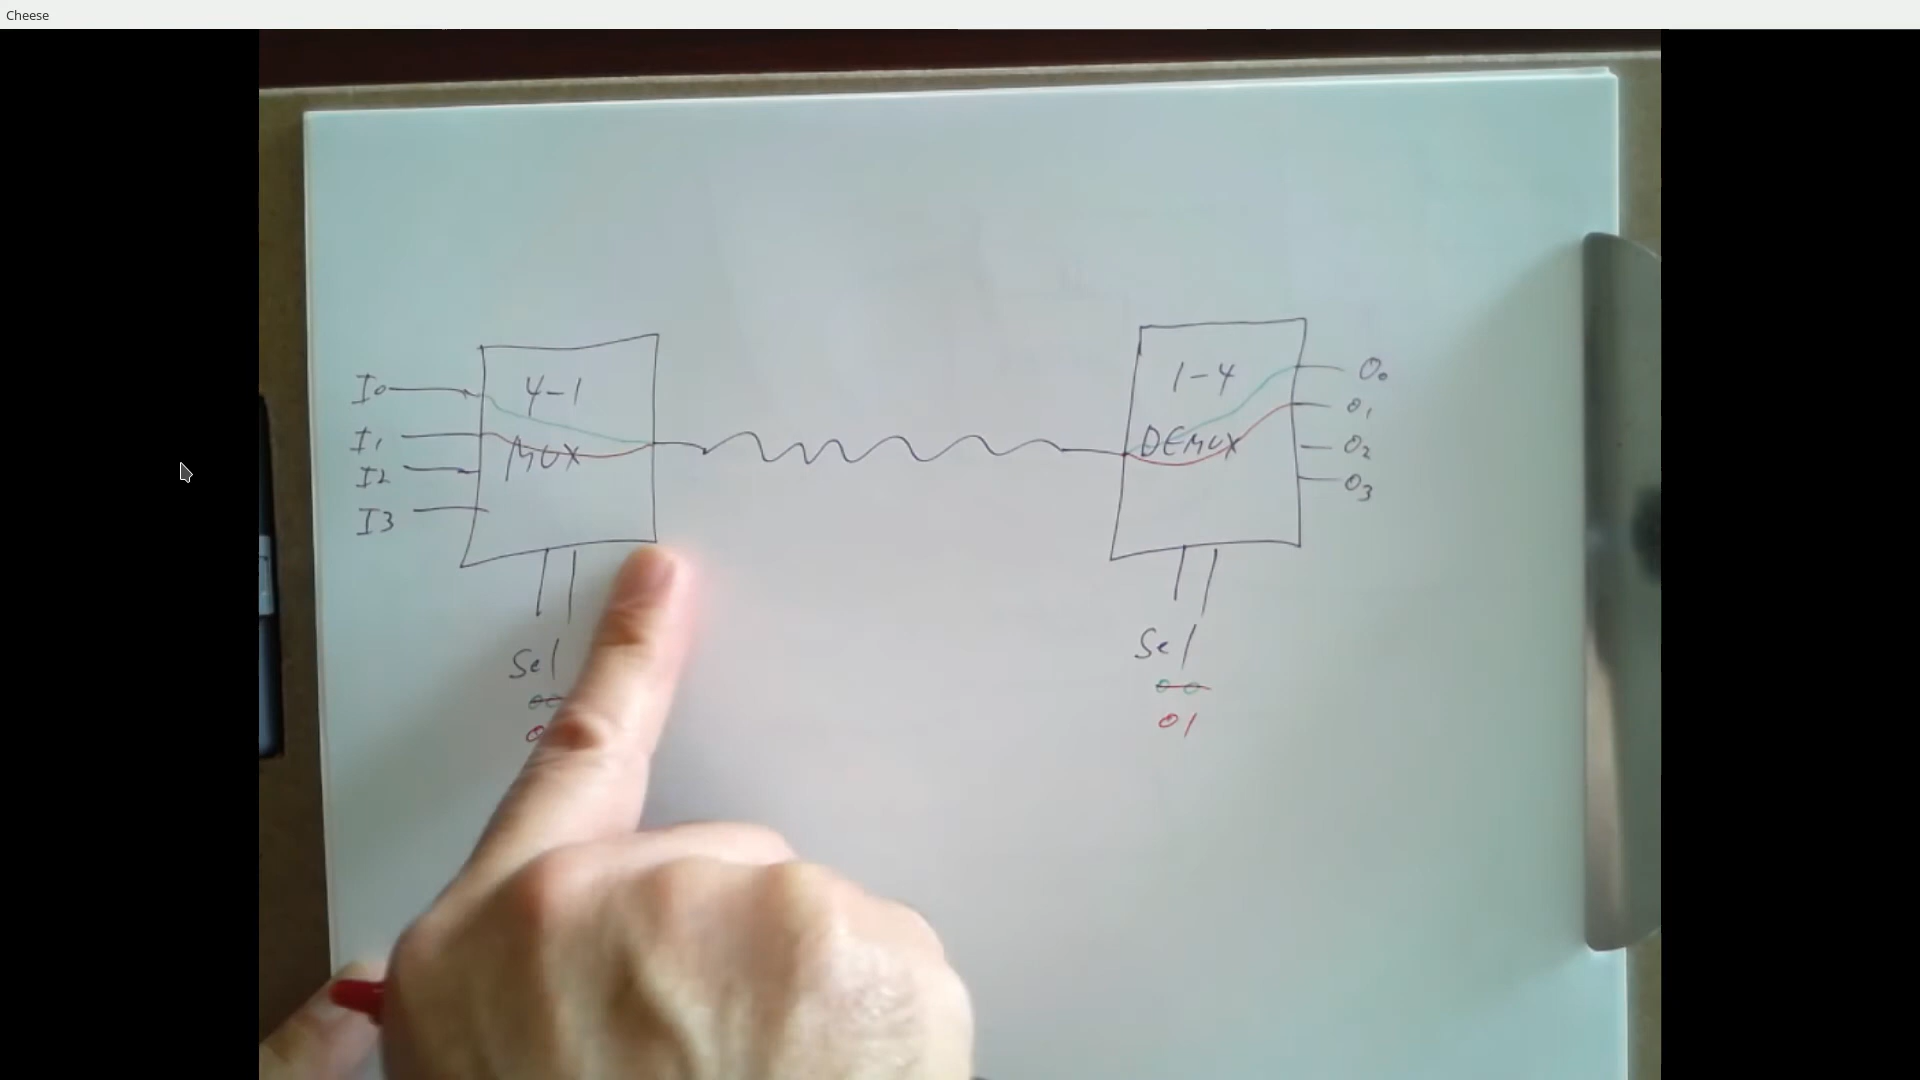 Cheese
4-1
MUX
I0
I1
I2
I3
Sel
00
1-4
DEMUX
O0
O1
O2
O3
Sel
00
01